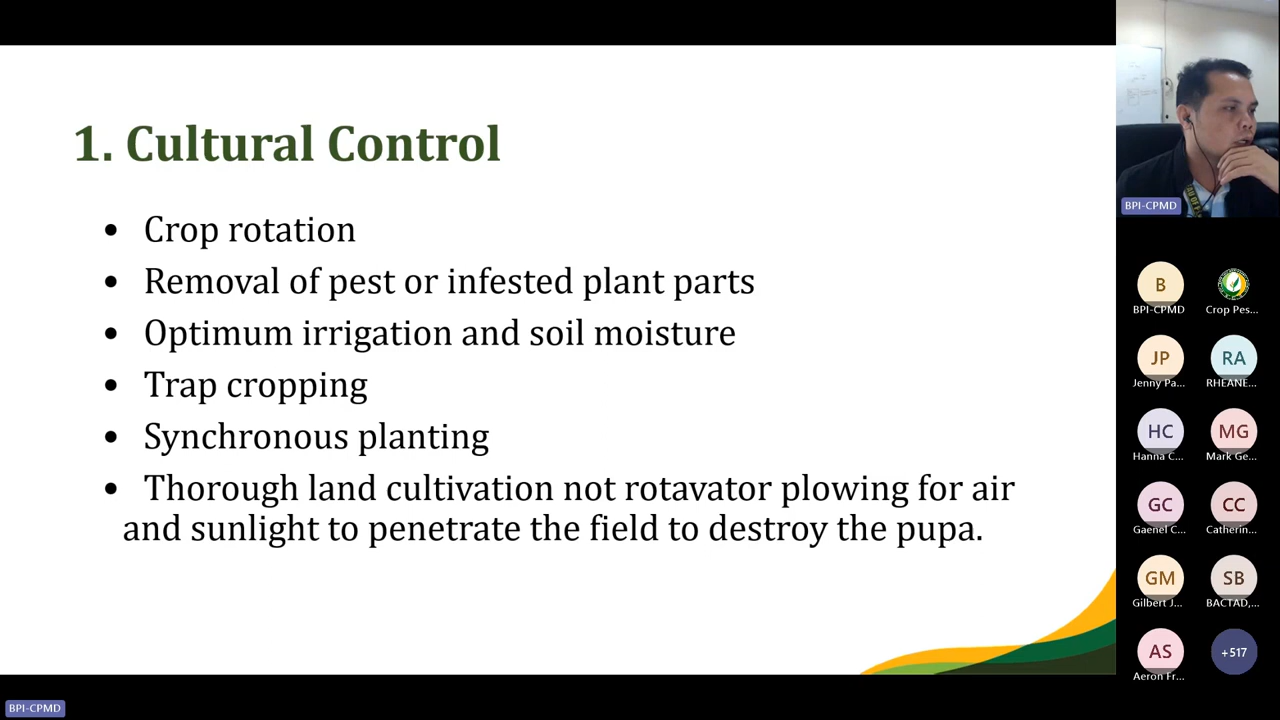 1. Cultural Control
• Crop rotation
• Removal of pest or infested plant parts
• Optimum irrigation and soil moisture
• Trap cropping
• Synchronous planting
• Thorough land cultivation not rotavator plowing for air
and sunlight to penetrate the field to destroy the pupa.
BPI-CPMD
B
BPI-CPMD
Crop Pes...
JP
Jenny Pa...
RA
RHEANE...
HC
Hanna C...
MG
Mark Ge...
GC
Gaenel C...
CC
Catherin...
GM
Gilbert J...
SB
BACTAD,...
AS
Aeron Fr...
+517
BPI-CPMD